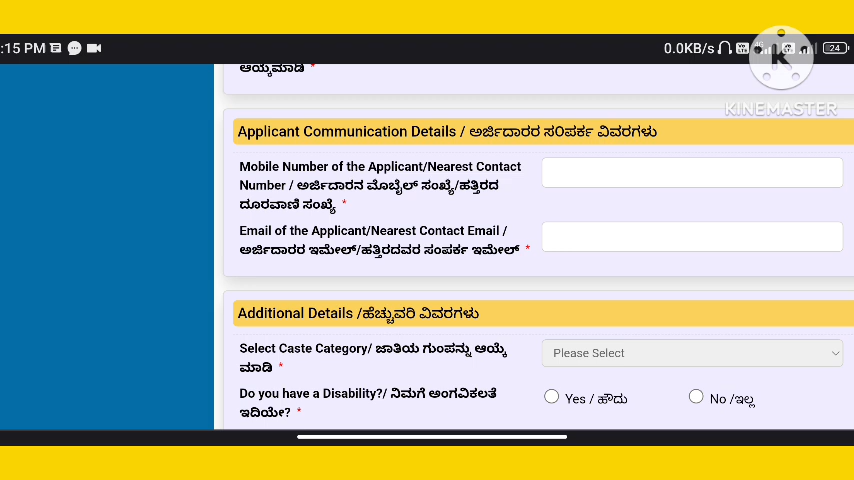 :15 PM
0.0KB/s
24
KINEMASTER
ಆಯ್ಕೆಮಾಡಿ *
Applicant Communication Details / ಅರ್ಜಿದಾರರ ಸ೦ಪರ್ಕ ವಿವರಗಳು
Mobile Number of the Applicant/Nearest Contact
Number / ಅರ್ಜಿದಾರನ ಮೊಬೈಲ್ ಸಂಖ್ಯೆ/ಹತ್ತಿರದ
ದೂರವಾಣಿ ಸಂಖ್ಯೆ *
Email of the Applicant/Nearest Contact Email /
ಅರ್ಜಿದಾರರ ಇಮೇಲ್/ಹತ್ತಿರದವರ ಸಂಪರ್ಕ ಇಮೇಲ್ *
Additional Details /ಹೆಚ್ಚುವರಿ ವಿವರಗಳು
Select Caste Category/ ಜಾತಿಯ ಗುಂಪನ್ನು ಆಯ್ಕೆ
ಮಾಡಿ *
Please Select
Do you have a Disability?/ ನಿಮಗೆ ಅಂಗವಿಕಲತೆ
ಇದಿಯೇ? *
Yes / ಹೌದು
No /ಇಲ್ಲ